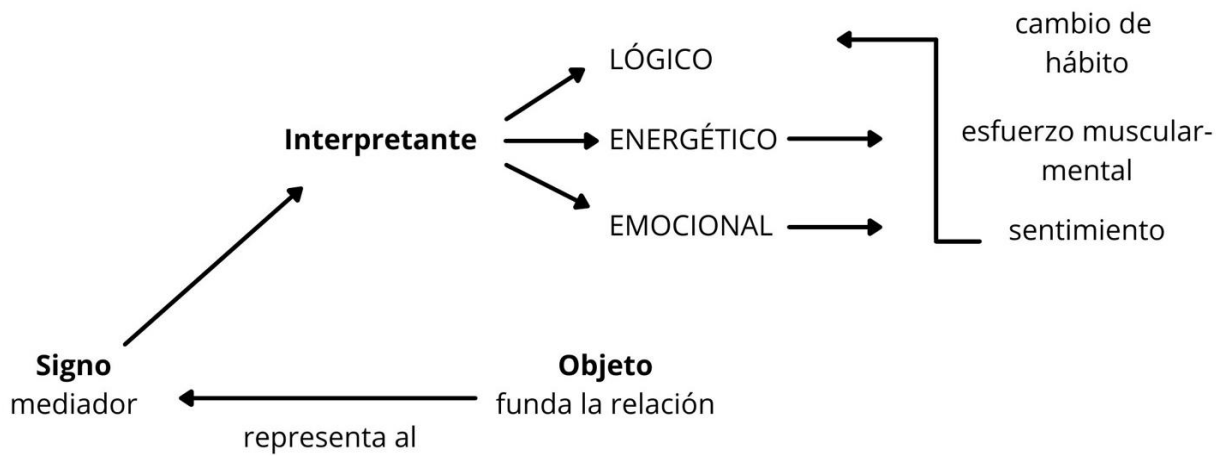 cambio de
hábito
LÓGICO
Interpretante
ENERGÉTICO
esfuerzo muscular-
mental
EMOCIONAL
sentimiento
Signo
mediador
Objeto
funda la relación
representa al